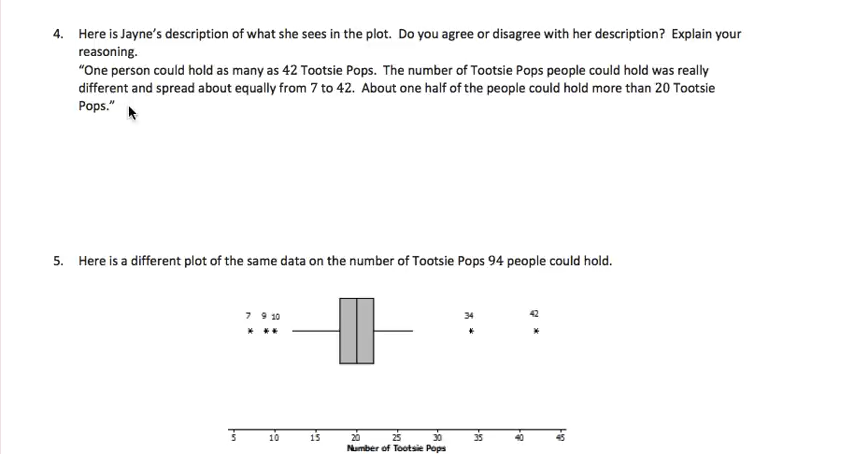 4. Here is Jayne's description of what she sees in the plot. Do you agree or disagree with her description? Explain your
reasoning.
"One person could hold as many as 42 Tootsie Pops. The number of Tootsie Pops people could hold was really
different and spread about equally from 7 to 42. About one half of the people could hold more than 20 Tootsie
Pops."
5. Here is a different plot of the same data on the number of Tootsie Pops 94 people could hold.
7 9 10 34 42
* ** * *
5 10 15 20 25 30 35 40 45
Number of Tootsie Pops